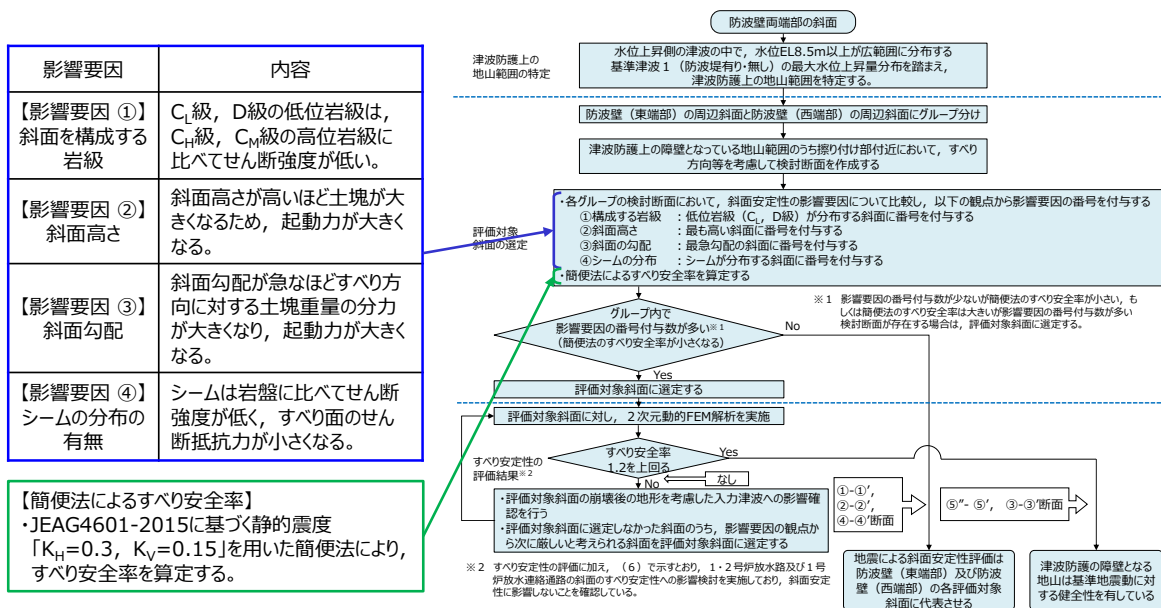 影響要因
内容
【影響要因 ①】
斜面を構成する
岩級
CL級，D級の低位岩級は，
CH級，CM級の高位岩級に
比べてせん断強度が低い。
【影響要因 ②】
斜面高さ
斜面高さが高いほど土塊が大
きくなるため，起動力が大きく
なる。
【影響要因 ③】
斜面勾配
斜面勾配が急なほどすべり方
向に対する土塊重量の分力
が大きくなり，起動力が大きく
なる。
【影響要因 ④】
シームの分布の
有無
シームは岩盤に比べてせん断
強度が低く，すべり面のせん
断抵抗力が小さくなる。
【簡便法によるすべり安全率】
・JEAG4601-2015に基づく静的震度
「KH=0.3，KV=0.15」を用いた簡便法により，
すべり安全率を算定する。
防波壁両端部の斜面
津波防護上の
地山範囲の特定
水位上昇側の津波の中で，水位EL8.5m以上が広範囲に分布する
基準津波１（防波堤有り・無し）の最大水位上昇量分布を踏まえ，
津波防護上の地山範囲を特定する。
防波壁（東端部）の周辺斜面と防波壁（西端部）の周辺斜面にグループ分け
津波防護上の障壁となっている地山範囲のうち擦り付け部付近において，すべり
方向等を考慮して検討断面を作成する
評価対象
斜面の選定
・各グループの検討断面において，斜面安定性の影響要因について比較し，以下の観点から影響要因の番号を付与する
①構成する岩級　：低位岩級（CL，D級）が分布する斜面に番号を付与する
②斜面高さ　：最も高い斜面に番号を付与する
③斜面の勾配　：最急勾配の斜面に番号を付与する
④シームの分布　：シームが分布する斜面に番号を付与する
・簡便法によるすべり安全率を算定する
グループ内で
影響要因の番号付与数が多い※1
（簡便法のすべり安全率が小さくなる）
No
※１　影響要因の番号付与数が少ないが簡便法のすべり安全率が小さい，も
しくは簡便法のすべり安全率は大きいが影響要因の番号付与数が多い
検討断面が存在する場合は，評価対象斜面に選定する。
Yes
評価対象斜面に選定する
評価対象斜面に対し，２次元動的FEM解析を実施
すべり安定性の
評価結果※2
すべり安全率
1.2を上回る
Yes
No
なし
・評価対象斜面の崩壊後の地形を考慮した入力津波への影響確
認を行う
・評価対象斜面に選定しなかった斜面のうち，影響要因の観点か
ら次に厳しいと考えられる斜面を評価対象斜面に選定する
①-①’,
②-②’,
④-④’断面
⑤”- ⑤’，③-③’断面
※２　すべり安定性の評価に加え，（６）で示すとおり，１・２号炉放水路及び１号
炉放水連絡通路の斜面のすべり安定性への影響検討を実施しており，斜面安定
性に影響しないことを確認している。
地震による斜面安定性評価は
防波壁（東端部）及び防波
壁（西端部）の各評価対象
斜面に代表させる
津波防護の障壁となる
地山は基準地震動に対
する健全性を有している